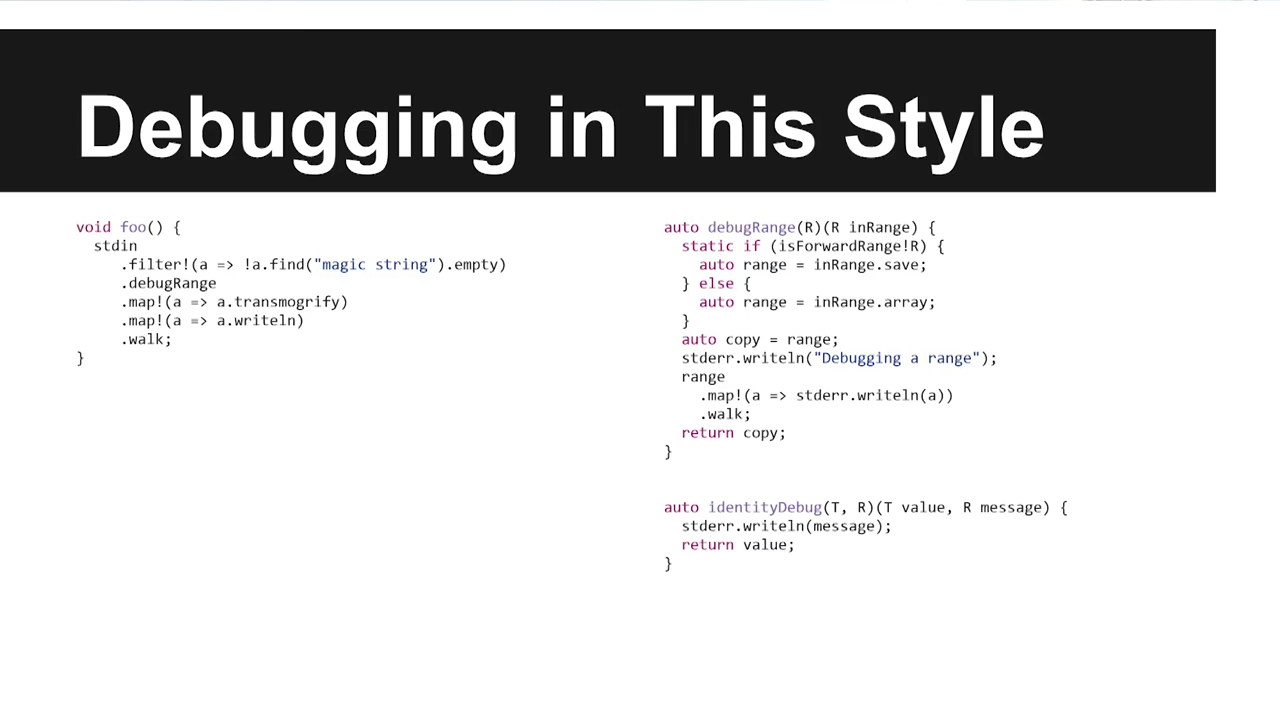 Debugging in This Style
void foo() {
  stdin
     .filter!(a => !a.find("magic string").empty)
     .debugRange
     .map!(a => a.transmogrify)
     .map!(a => a.writeln)
     .walk;
}
auto debugRange(R)(R inRange) {
  static if (isForwardRange!R) {
    auto range = inRange.save;
  } else {
    auto range = inRange.array;
  }
  auto copy = range;
  stderr.writeln("Debugging a range");
  range
    .map!(a => stderr.writeln(a))
    .walk;
  return copy;
}
auto identityDebug(T, R)(T value, R message) {
  stderr.writeln(message);
  return value;
}